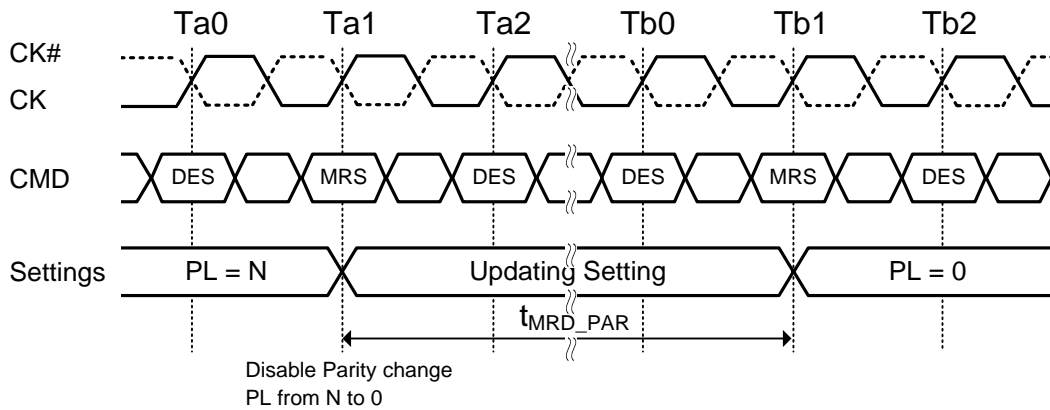 Ta0 Ta1 Ta2 Tb0 Tb1 Tb2
CK#
CK
CMD DES MRS DES DES MRS DES
Settings PL = N Updating Setting PL = 0
tMRD_PAR
Disable Parity change
PL from N to 0